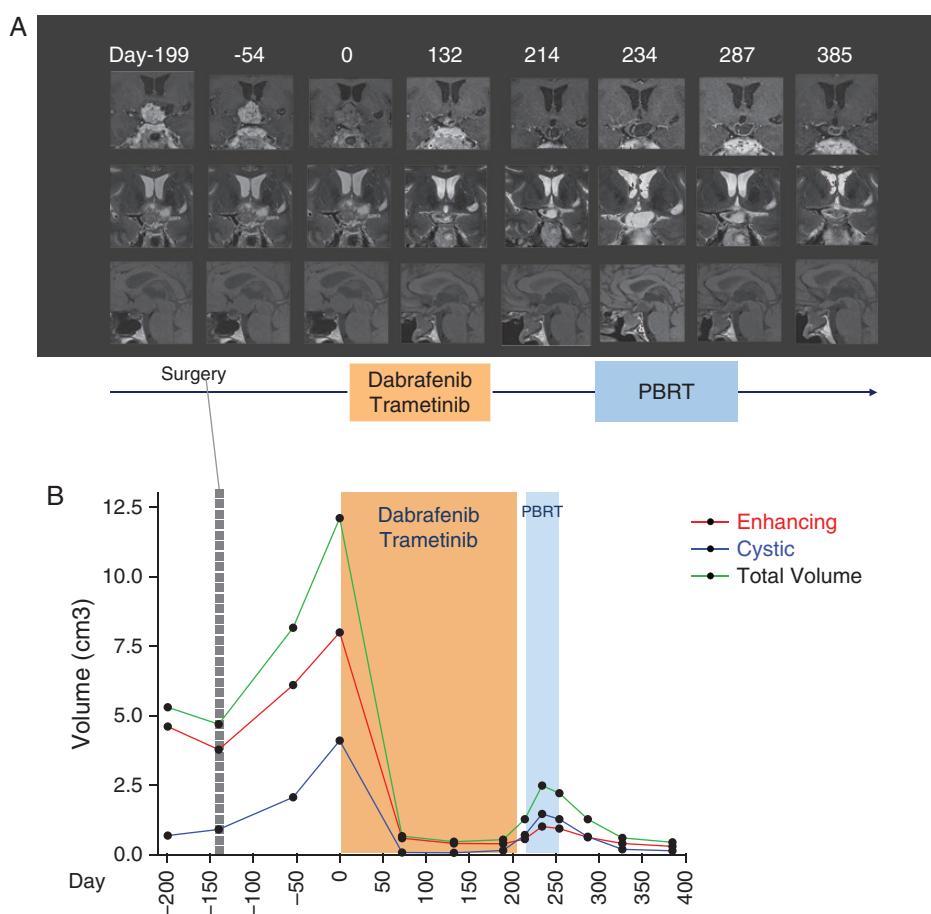 A
Day-199 -54 0 132 214 234 287 385
Surgery
Dabrafenib
Trametinib
PBRT
B
12.5
10.0
7.5
5.0
2.5
0.0
Volume (cm3)
Dabrafenib
Trametinib
PBRT
Enhancing
Cystic
Total Volume
Day
–200 –150 –100 –50 0 50 100 150 200 250 300 350 400